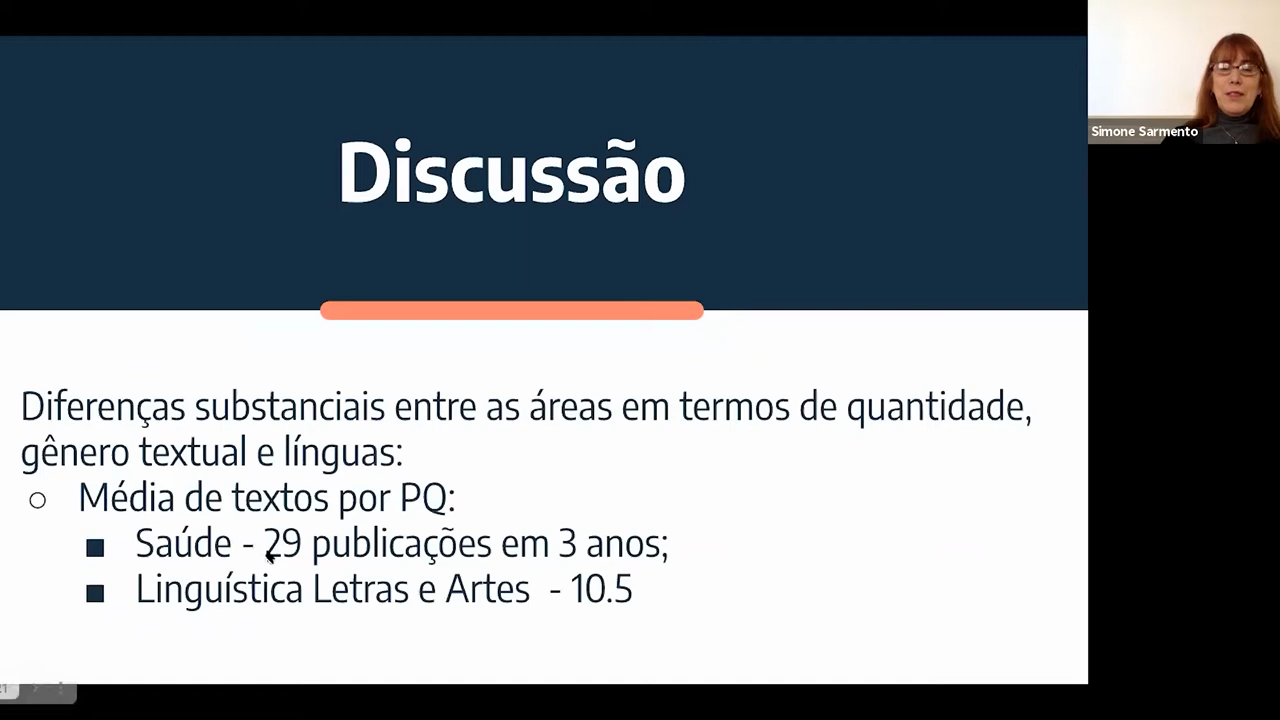 Discussão
Simone Sarmento
Diferenças substanciais entre as áreas em termos de quantidade,
gênero textual e línguas:
○ Média de textos por PQ:
■ Saúde - 29 publicações em 3 anos;
■ Linguística Letras e Artes - 10.5
21